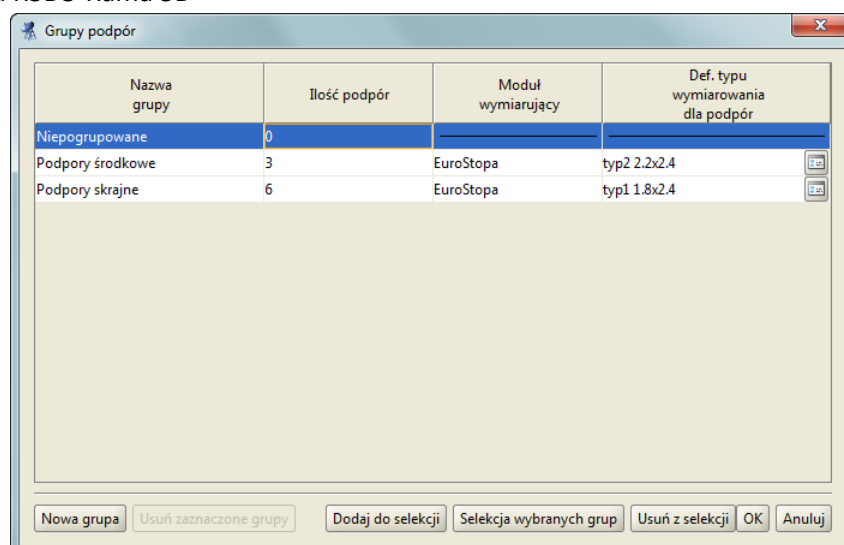 Grupy podpór
Nazwa grupy Ilość podpór Moduł wymiarujący Def. typu wymiarowania dla podpór
Niepogrupowane 0
Podpory środkowe 3 EuroStopa typ2 2.2x2.4
Podpory skrajne 6 EuroStopa typ1 1.8x2.4
Nowa grupa Usuń zaznaczone grupy Dodaj do selekcji Selekcja wybranych grup Usuń z selekcji OK Anuluj